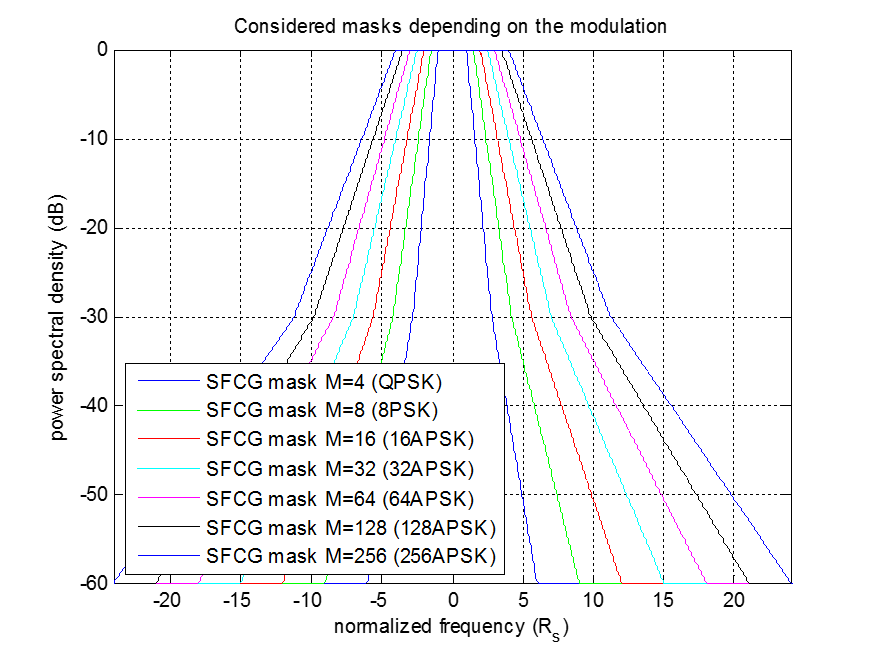 Considered masks depending on the modulation
0
-10
-20
-30
-40
-50
-60
power spectral density (dB)
SFCG mask M=4 (QPSK)
SFCG mask M=8 (8PSK)
SFCG mask M=16 (16APSK)
SFCG mask M=32 (32APSK)
SFCG mask M=64 (64APSK)
SFCG mask M=128 (128APSK)
SFCG mask M=256 (256APSK)
-20 -15 -10 -5 0 5 10 15 20
normalized frequency (Rs)